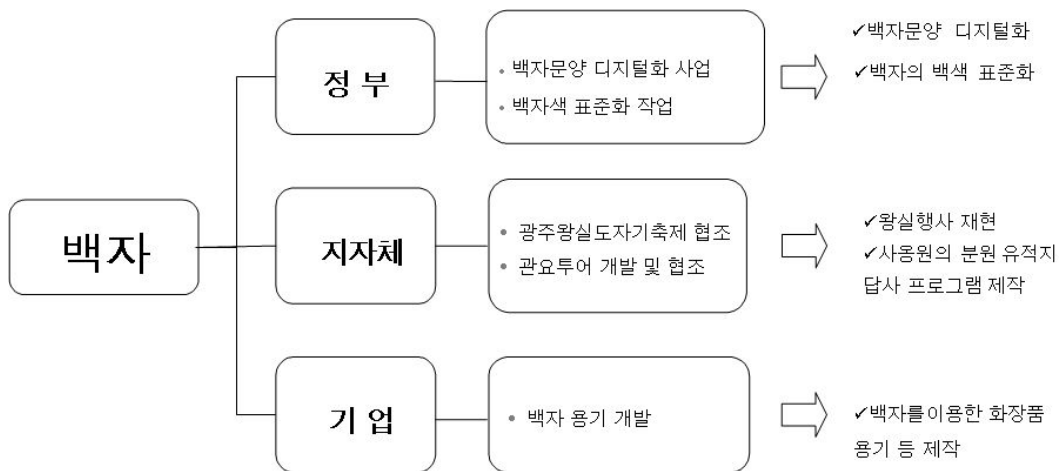 백자
정 부
· 백자문양 디지털화 사업
· 백자색 표준화 작업
✓백자문양 디지털화
✓백자의 백색 표준화
지자체
• 광주왕실도자기축제 협조
• 관요투어 개발 및 협조
✓왕실행사 재현
✓사옹원의 분원 유적지
답사 프로그램 제작
기 업
• 백자 용기 개발
✓백자를이용한 화장품
용기 등 제작